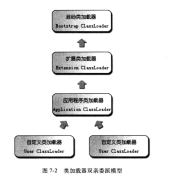 启动类加载器
Bootstrap ClassLoader
扩展类加载器
Extension ClassLoader
应用程序类加载器
Application ClassLoader
自定义类加载器
User ClassLoader
自定义类加载器
User ClassLoader
图 7-2 类加载器双亲委派模型